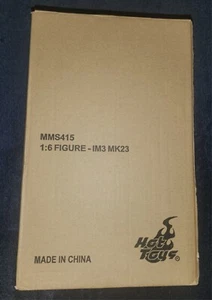 MMS415
1:6 FIGURE - IM3 MK23
Hot
Toys
MADE IN CHINA